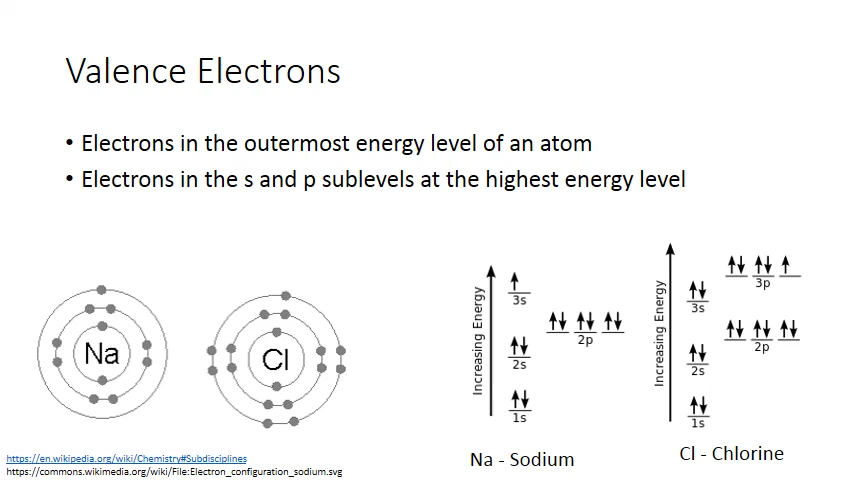 Valence Electrons
• Electrons in the outermost energy level of an atom
• Electrons in the s and p sublevels at the highest energy level
Na
Cl
Increasing Energy
3s
2p
2s
1s
Na - Sodium
Increasing Energy
3p
3s
2p
2s
1s
Cl - Chlorine
https://en.wikipedia.org/wiki/Chemistry#Subdisciplines
https://commons.wikimedia.org/wiki/File:Electron_configuration_sodium.svg